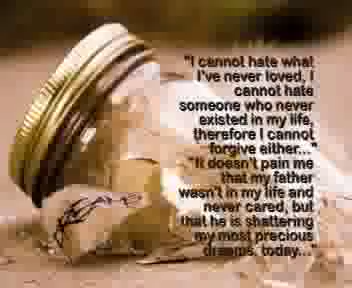 "I cannot hate what
I've never loved, I
cannot hate
someone who never
existed in my life,
therefore I cannot
forgive either..."
"It doesn't pain me
that my father
wasn't in my life and
never cared, but
that he is shattering
my most precious
dreams, today..."